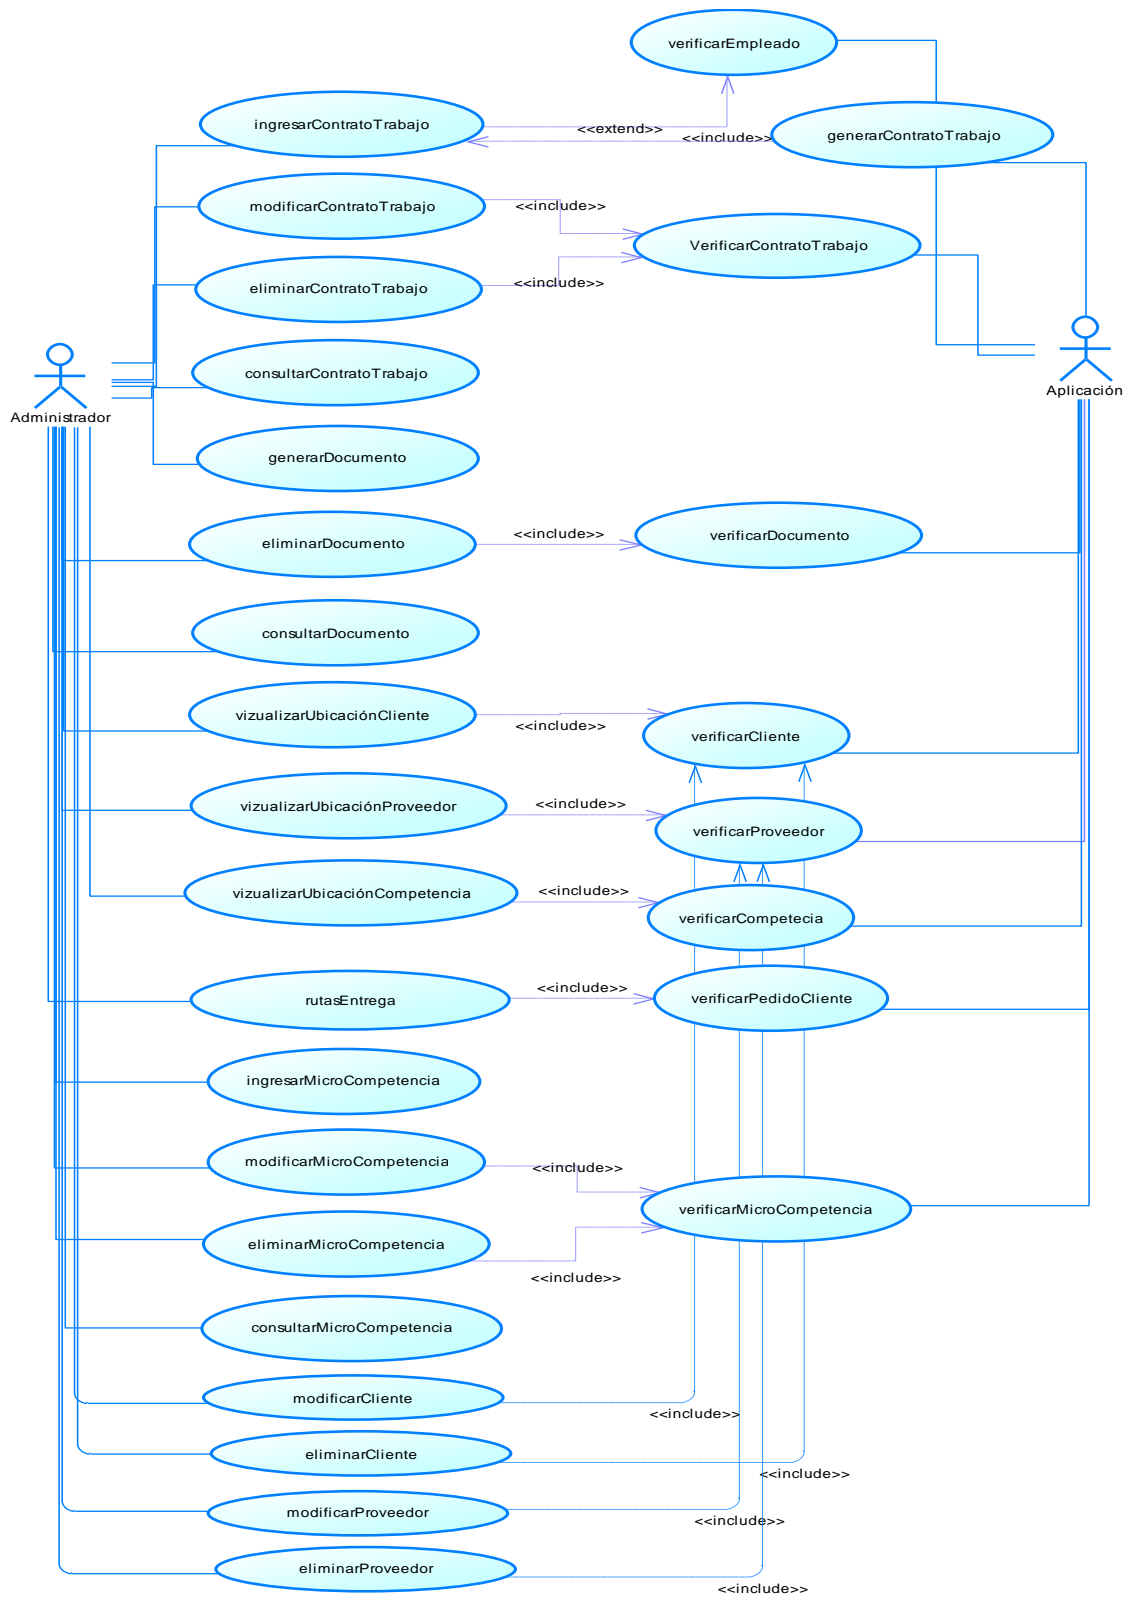 verificarEmpleado
ingresarContratoTrabajo
<<extend>>
<<include>>
generarContratoTrabajo
modificarContratoTrabajo
<<include>>
VerificarContratoTrabajo
eliminarContratoTrabajo
<<include>>
consultarContratoTrabajo
Administrador
Aplicación
generarDocumento
eliminarDocumento
<<include>>
verificarDocumento
consultarDocumento
vizualizarUbicaciónCliente
<<include>>
verificarCliente
vizualizarUbicaciónProveedor
<<include>>
verificarProveedor
vizualizarUbicaciónCompetencia
<<include>>
verificarCompetecia
rutasEntrega
<<include>>
verificarPedidoCliente
ingresarMicroCompetencia
modificarMicroCompetencia
<<include>>
verificarMicroCompetencia
eliminarMicroCompetencia
<<include>>
consultarMicroCompetencia
modificarCliente
<<include>>
eliminarCliente
<<include>>
modificarProveedor
<<include>>
eliminarProveedor
<<include>>